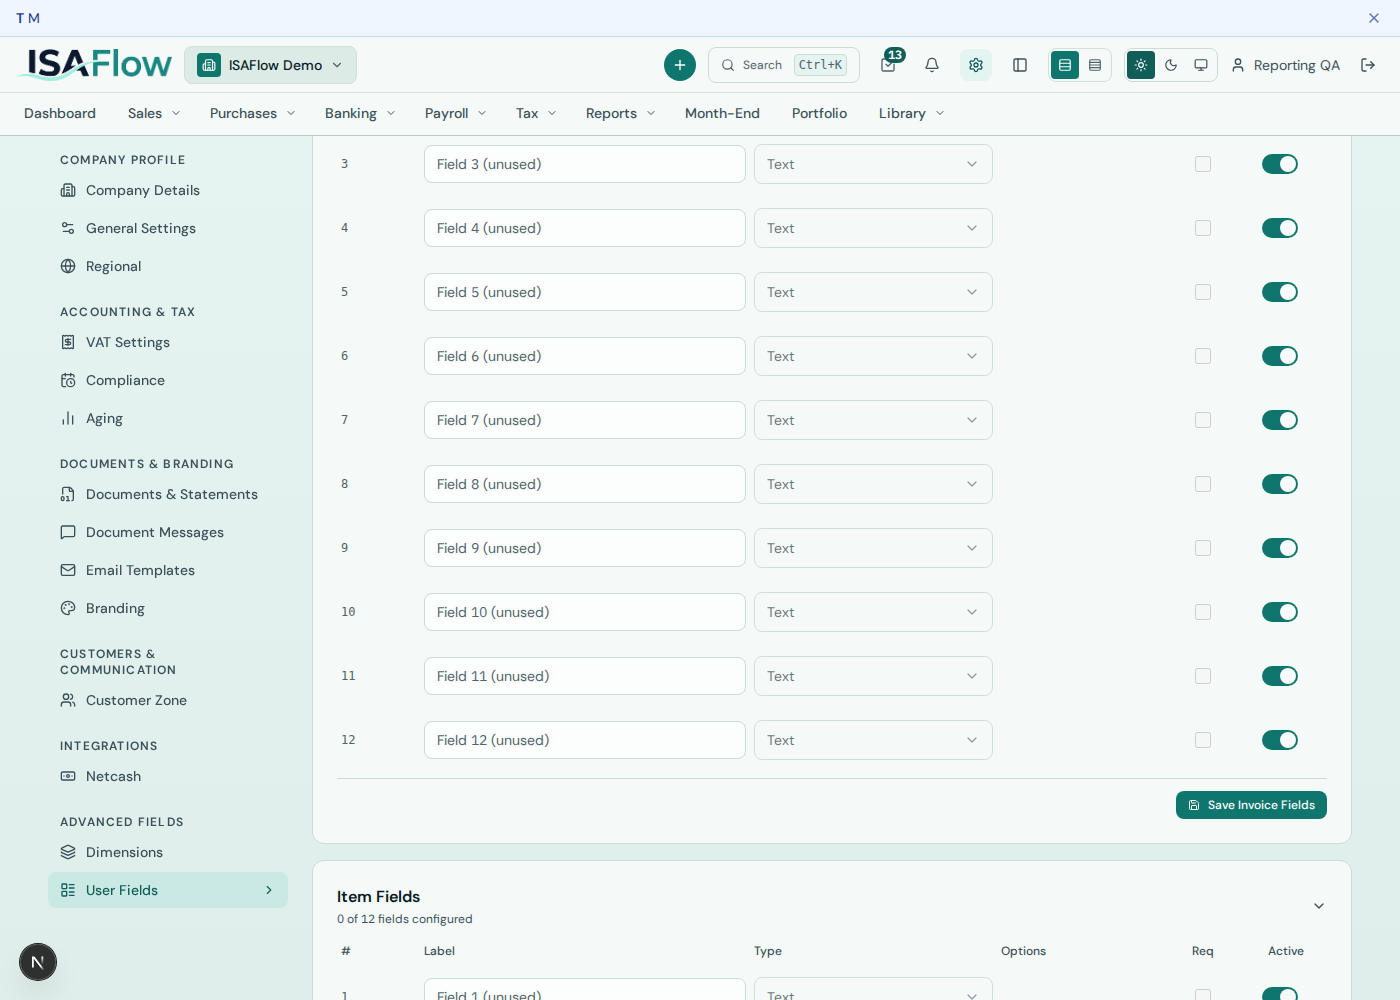 T M
ISAFlow
ISAFlow Demo
Search Ctrl+K
13
Reporting QA
Dashboard Sales Purchases Banking Payroll Tax Reports Month-End Portfolio Library
COMPANY PROFILE
Company Details
General Settings
Regional
ACCOUNTING & TAX
VAT Settings
Compliance
Aging
DOCUMENTS & BRANDING
Documents & Statements
Document Messages
Email Templates
Branding
CUSTOMERS &
COMMUNICATION
Customer Zone
INTEGRATIONS
Netcash
ADVANCED FIELDS
Dimensions
User Fields
N
3 Field 3 (unused) Text
4 Field 4 (unused) Text
5 Field 5 (unused) Text
6 Field 6 (unused) Text
7 Field 7 (unused) Text
8 Field 8 (unused) Text
9 Field 9 (unused) Text
10 Field 10 (unused) Text
11 Field 11 (unused) Text
12 Field 12 (unused) Text
Save Invoice Fields
Item Fields
0 of 12 fields configured
# Label Type Options Req Active
1 Field 1 (unused) Text